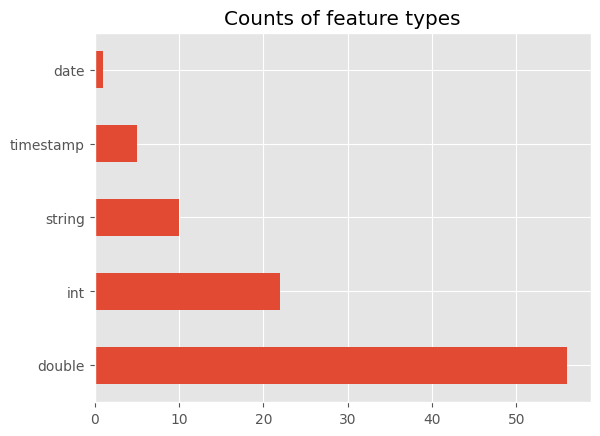 Counts of feature types
date
timestamp
string
int
double
0 10 20 30 40 50